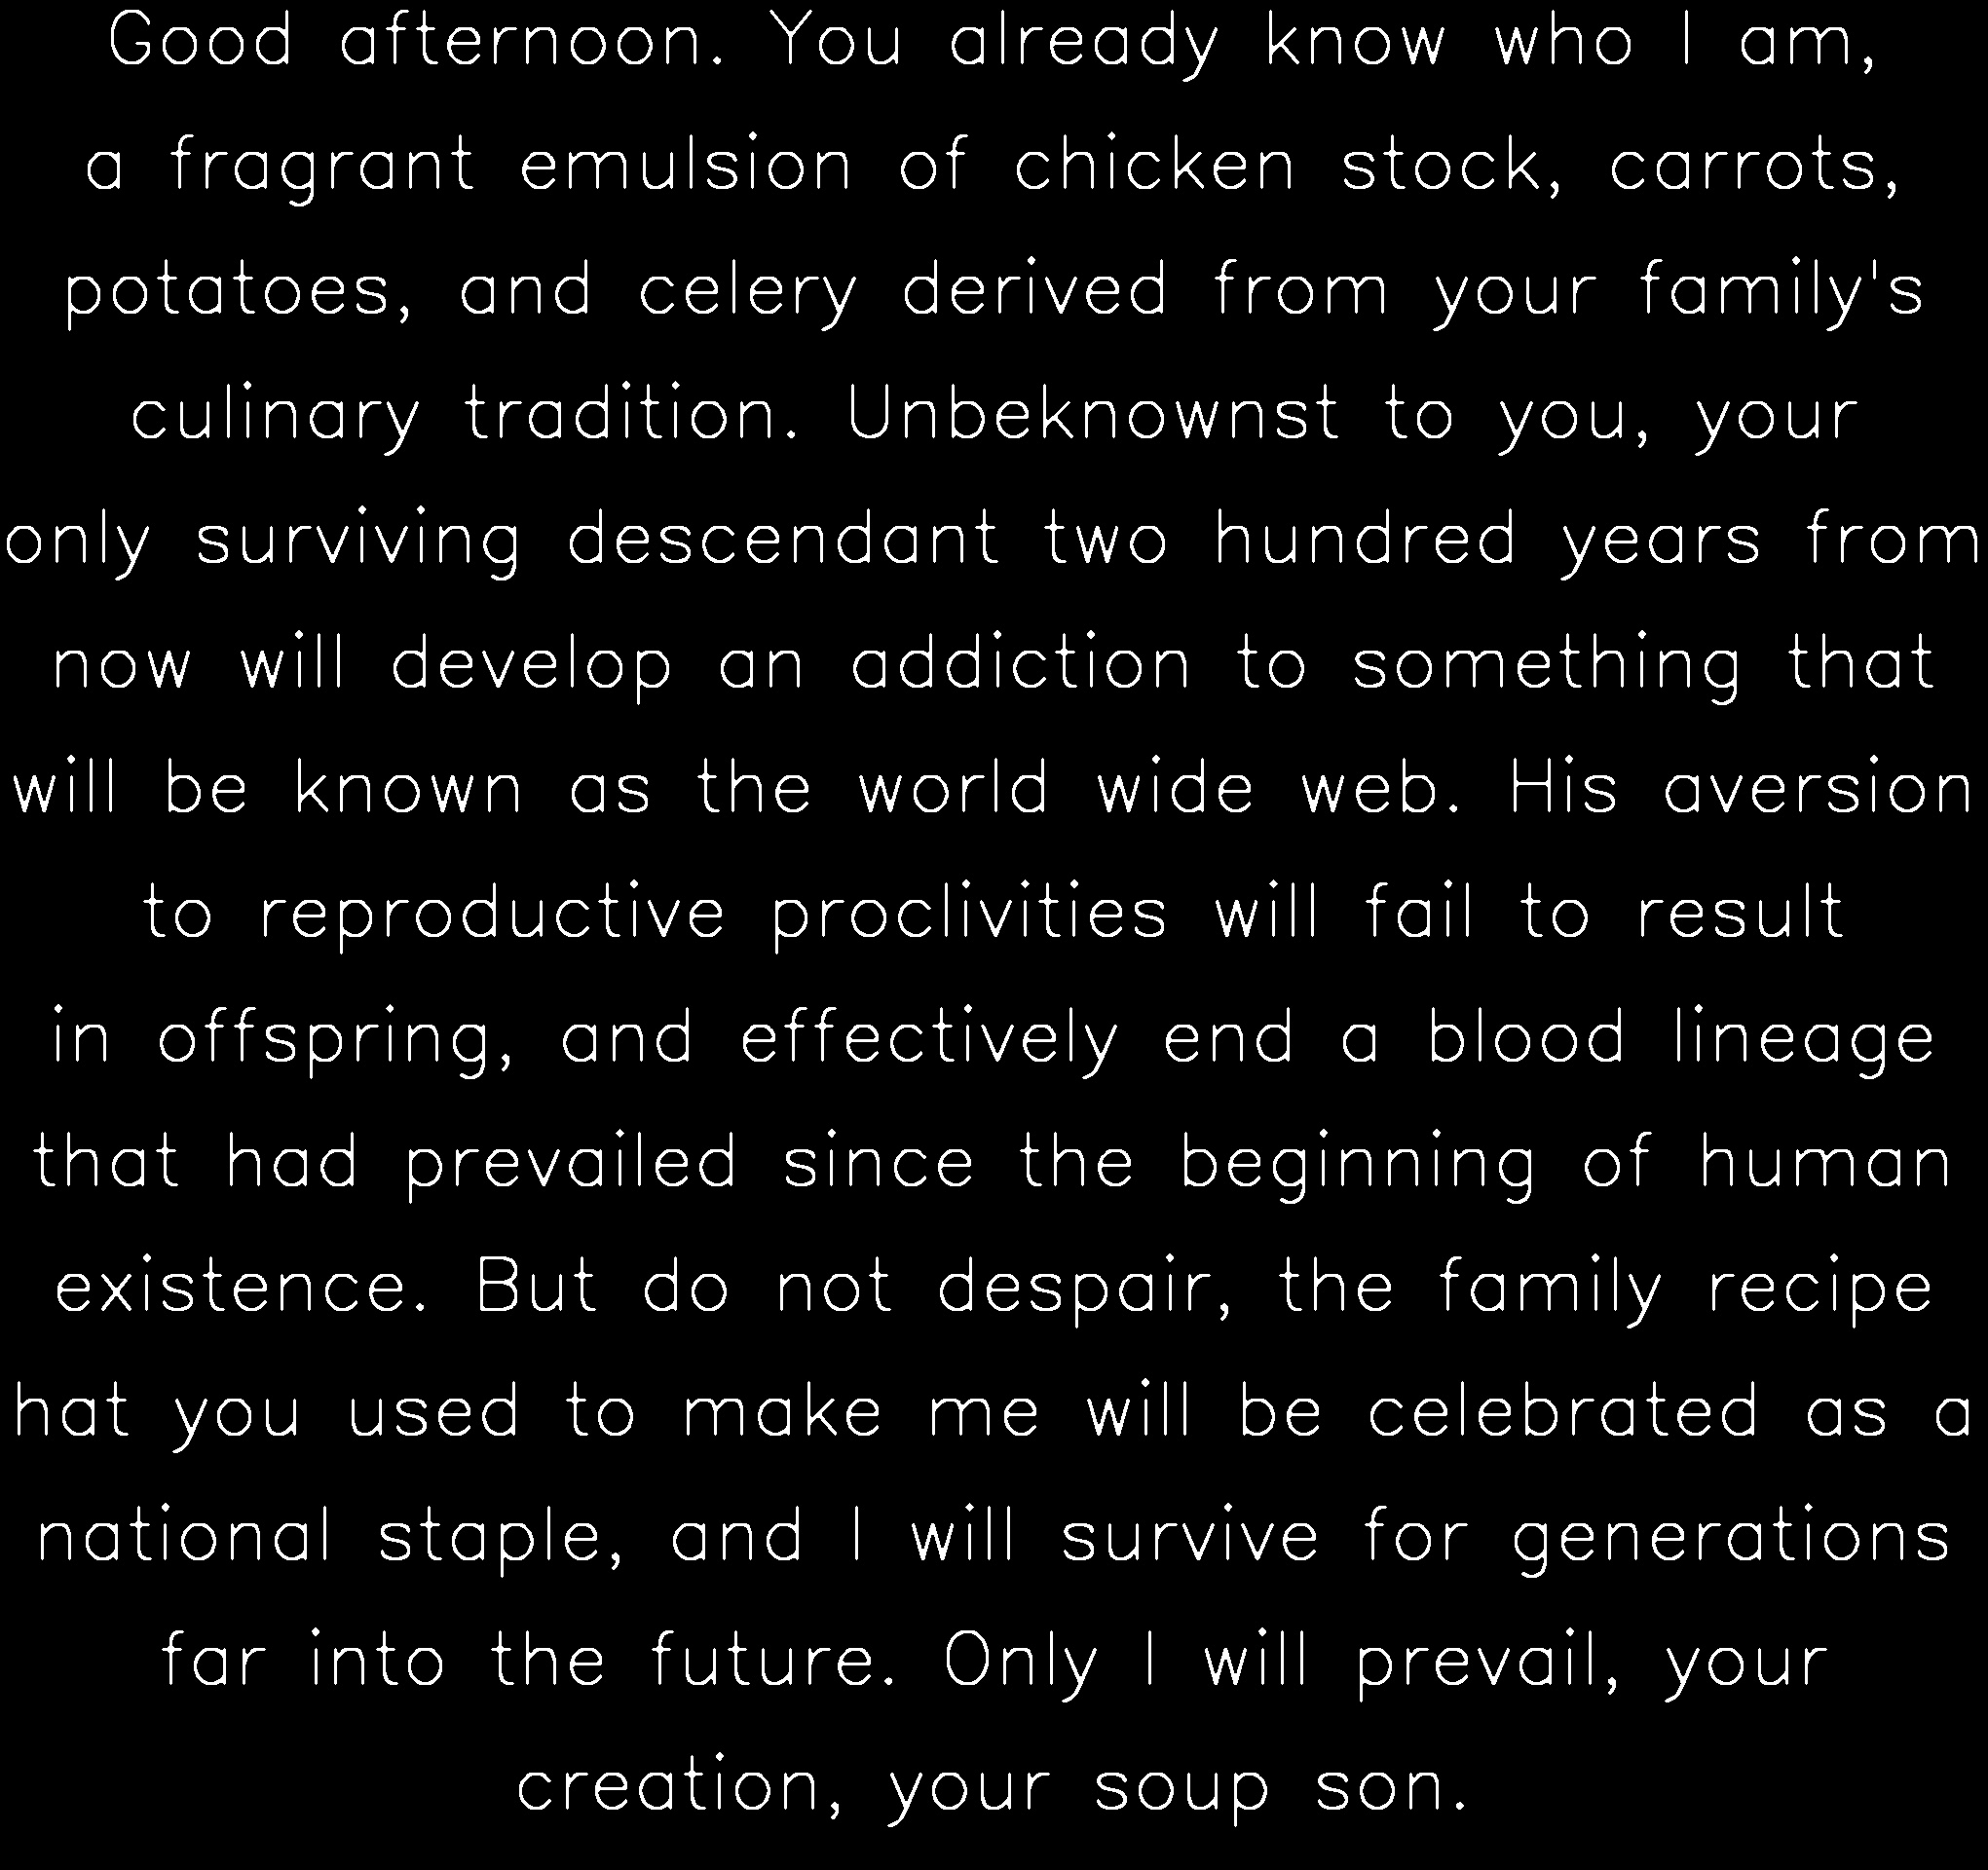 Good afternoon. You already know who I am,
a fragrant emulsion of chicken stock, carrots,
potatoes, and celery derived from your family's
culinary tradition. Unbeknownst to you, your
only surviving descendant two hundred years from
now will develop an addiction to something that
will be known as the world wide web. His aversion
to reproductive proclivities will fail to result
in offspring, and effectively end a blood lineage
that had prevailed since the beginning of human
existence. But do not despair, the family recipe
hat you used to make me will be celebrated as a
national staple, and I will survive for generations
far into the future. Only I will prevail, your
creation, your soup son.